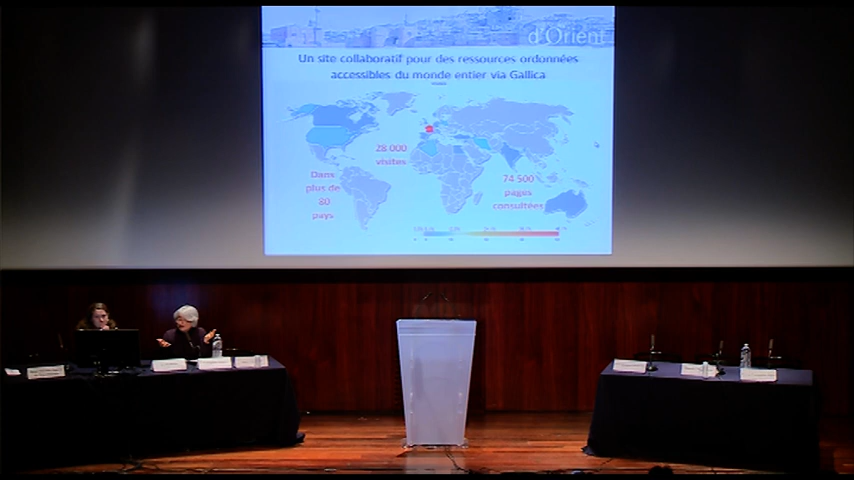 d'Orient
Un site collaboratif pour des ressources ordonnées
accessibles du monde entier via Gallica
28 000
visites
Dans
plus de
80
pays
74 500
pages
consultées